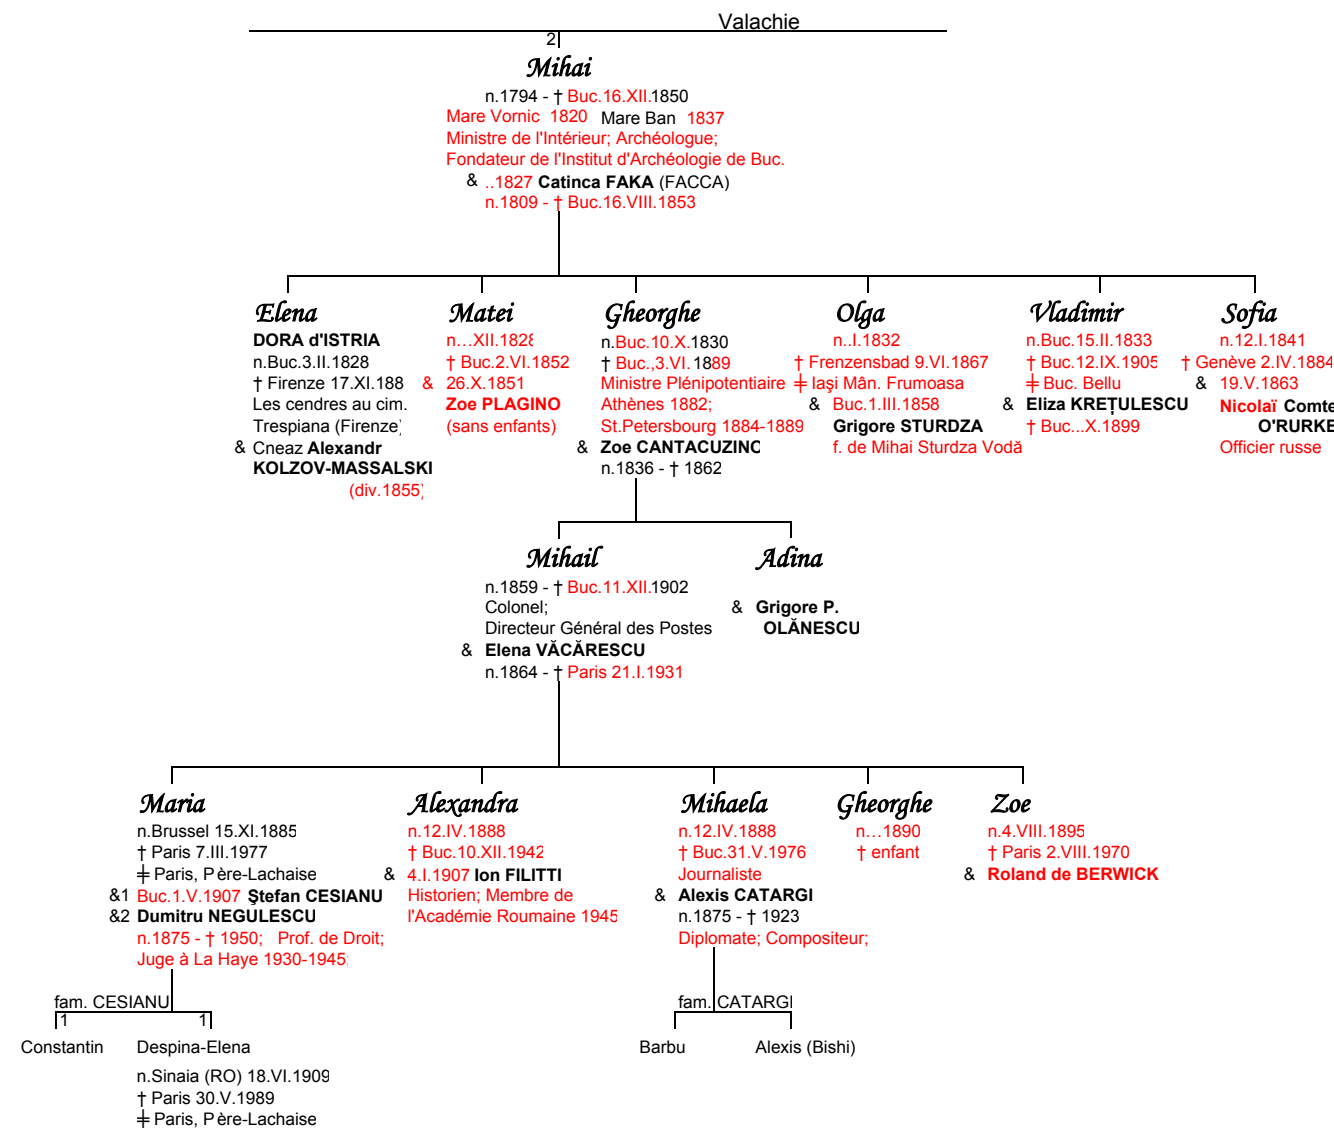 Valachie
2
Mihai
n.1794 - † Buc.16.XII.1850
Mare Vornic 1820 Mare Ban 1837
Ministre de l'Intérieur; Archéologue;
Fondateur de l'Institut d'Archéologie de Buc.
& ..1827 Catinca FAKA (FACCA)
n.1809 - † Buc.16.VIII.1853
Elena
DORA d'ISTRIA
n.Buc.3.II.1828
† Firenze 17.XI.188
Les cendres au cim.
Trespiana (Firenze)
& Cneaz Alexandr
KOLZOV-MASSALSKI
(div.1855)
Matei
n...XII.1828
† Buc.2.VI.1852
& 26.X.1851
Zoe PLAGINO
(sans enfants)
Gheorghe
n.Buc.10.X.1830
† Buc.,3.VI.1889
Ministre Plénipotentiaire
Athènes 1882;
St.Petersbourg 1884-1889
& Zoe CANTACUZINO
n.1836 - † 1862
Olga
n..I.1832
† Frenzensbad 9.VI.1867
ǂ Iaşi Mân. Frumoasa
& Buc.1.III.1858
Grigore STURDZA
f. de Mihai Sturdza Vodă
Vladimir
n.Buc.15.II.1833
† Buc.12.IX.1905
ǂ Buc. Bellu
& Eliza KREȚULESCU
† Buc...X.1899
Sofia
n.12.I.1841
† Genève 2.IV.1884
& 19.V.1863
Nicolaï Comte
O'RURKE
Officier russe
Mihail
n.1859 - † Buc.11.XII.1902
Colonel;
Directeur Général des Postes
& Elena VĂCĂRESCU
n.1864 - † Paris 21.I.1931
Adina
& Grigore P.
OLĂNESCU
Maria
n.Brussel 15.XI.1885
† Paris 7.III.1977
ǂ Paris, Père-Lachaise
&1 Buc.1.V.1907 Ştefan CESIANU
&2 Dumitru NEGULESCU
n.1875 - † 1950; Prof. de Droit;
Juge à La Haye 1930-1945;
Alexandra
n.12.IV.1888
† Buc.10.XII.1942
& 4.I.1907 Ion FILITTI
Historien; Membre de
l'Académie Roumaine 1945
Mihaela
n.12.IV.1888
† Buc.31.V.1976
Journaliste
& Alexis CATARGI
n.1875 - † 1923
Diplomate; Compositeur;
Gheorghe
n...1890
† enfant
Zoe
n.4.VIII.1895
† Paris 2.VIII.1970
& Roland de BERWICK
fam. CESIANU
1 1
Constantin
Despina-Elena
n.Sinaia (RO) 18.VI.1909
† Paris 30.V.1989
ǂ Paris, Père-Lachaise
fam. CATARGI
Barbu
Alexis (Bishi)